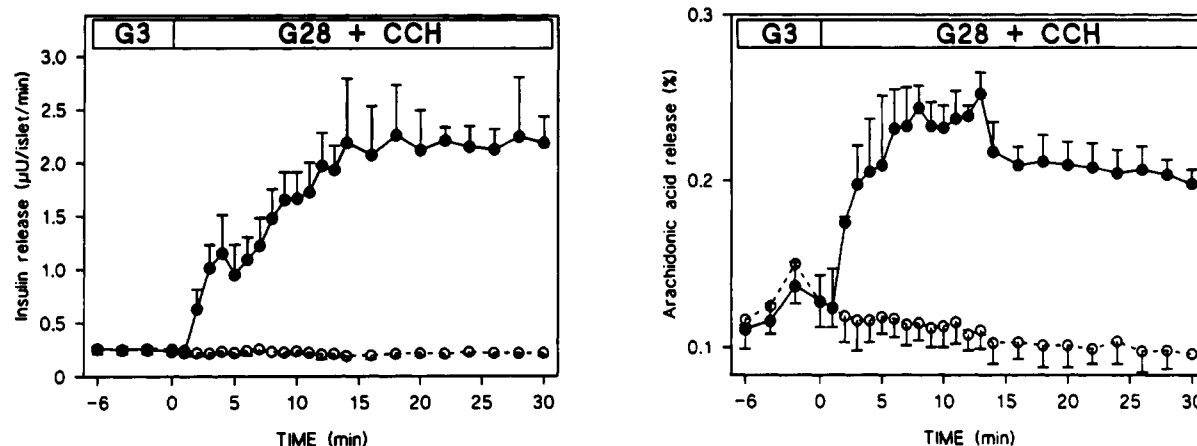 G3 G28 + CCH
Insulin release (μU/islet/min)
3.0
2.5
2.0
1.5
1.0
0.5
0
-6 0 5 10 15 20 25 30
TIME (min)
G3 G28 + CCH
Arachidonic acid release (%)
0.3
0.2
0.1
-6 0 5 10 15 20 25 30
TIME (min)